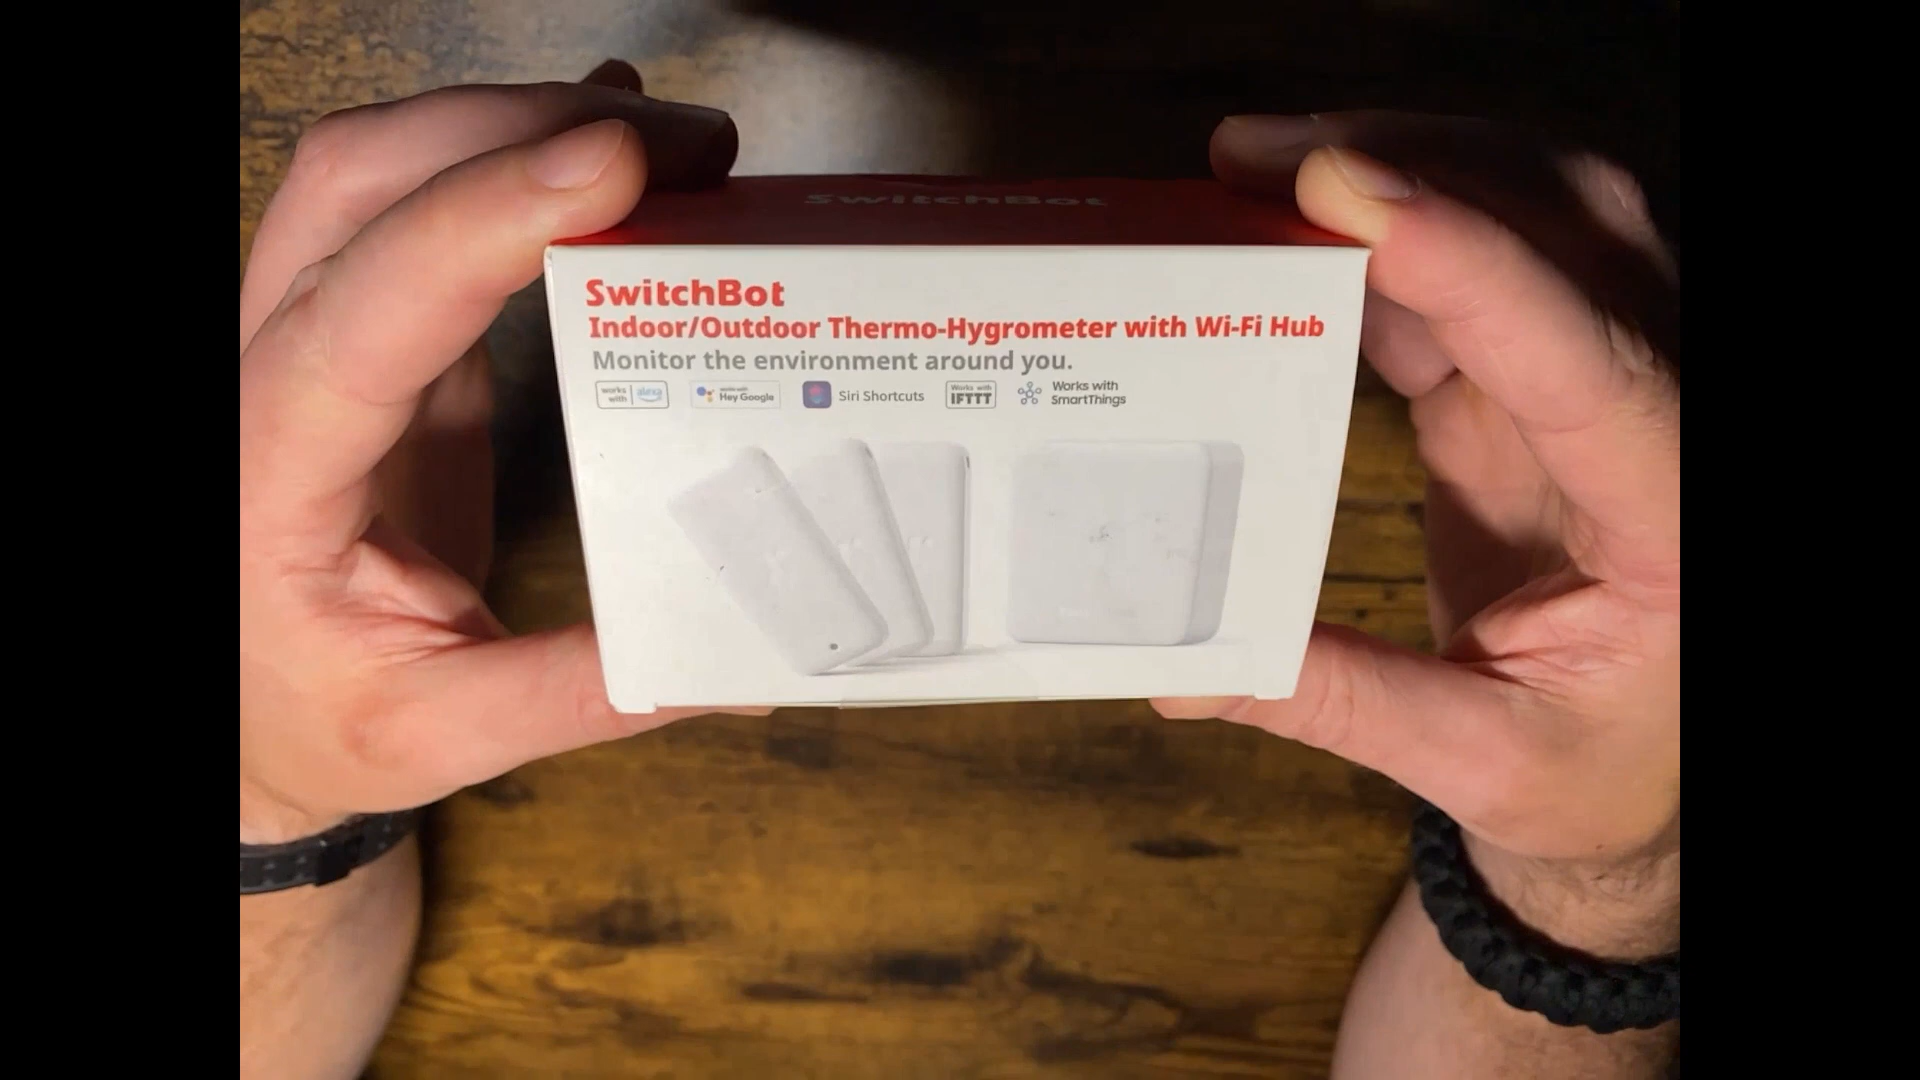 SwitchBot
SwitchBot
Indoor/Outdoor Thermo-Hygrometer with Wi-Fi Hub
Monitor the environment around you.
works with alexa
works with Hey Google
Siri Shortcuts
Works with IFTTT
Works with SmartThings